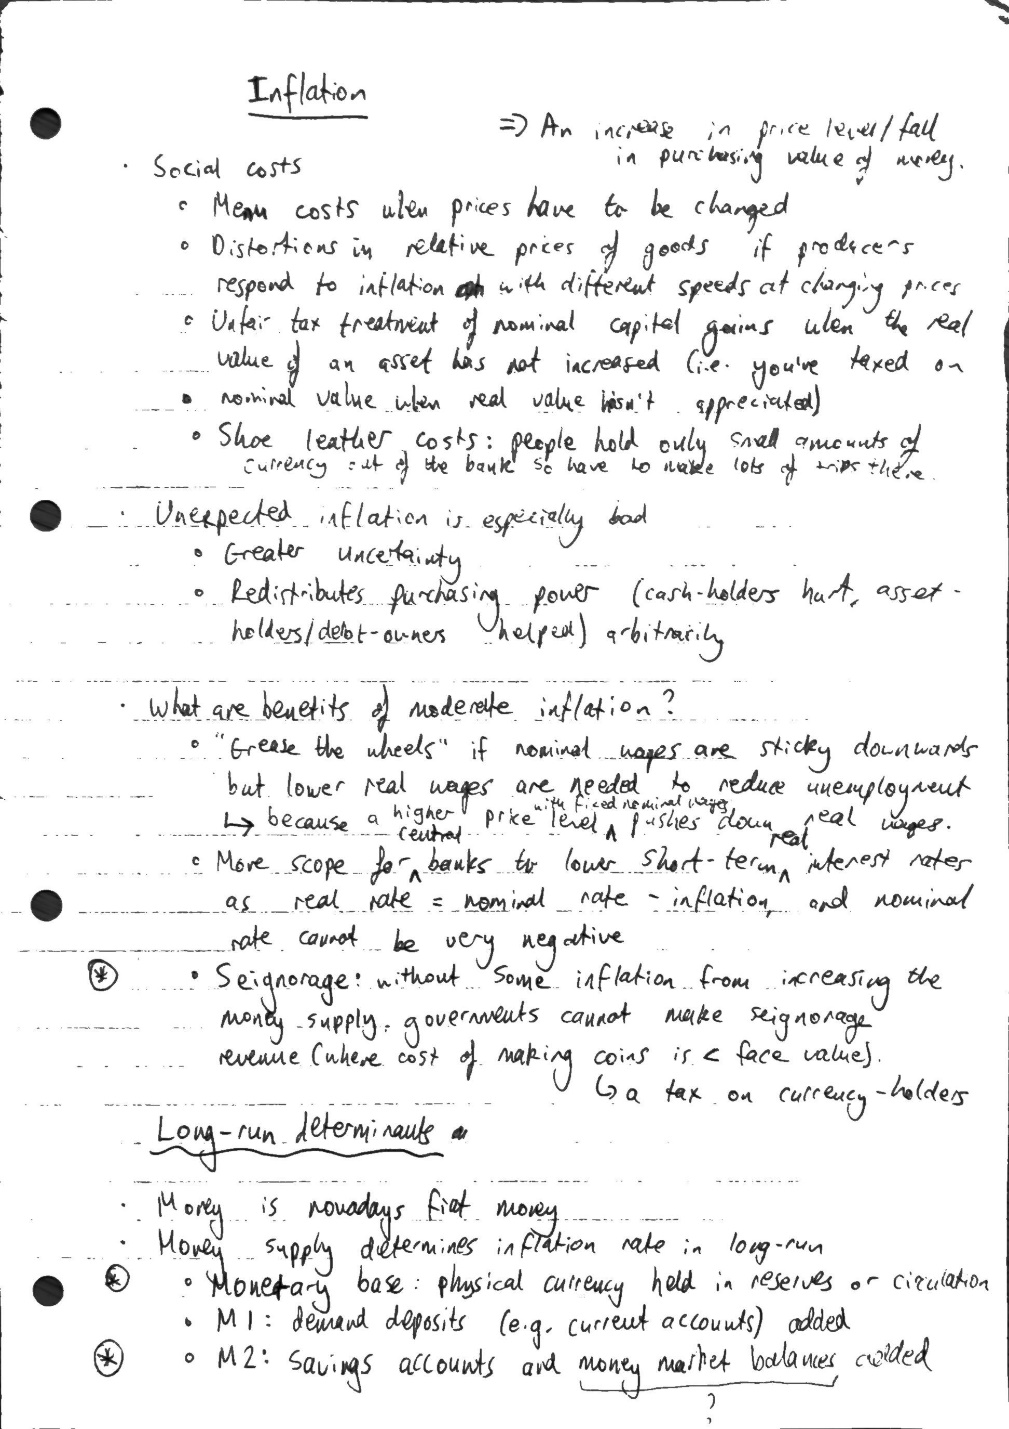 Inflation
⇒ An increase in price level/fall
in purchasing value of money.
· Social costs
◦ Menu costs when prices have to be changed
◦ Distortions in relative prices of goods if producers
respond to inflation with different speeds at changing prices
◦ Unfair tax treatment of nominal capital gains when the real
value of an asset has not increased (i.e. you've taxed on
nominal value when real value hasn't appreciated)
◦ Shoe leather costs: people hold only small amounts of
currency out of the bank so have to make lots of trips there.
· Unexpected inflation is especially bad
◦ Greater uncertainty
◦ Redistributes purchasing power (cash-holders hurt, asset-
holders/debt-owners helped) arbitrarily
· What are benefits of moderate inflation?
◦ "Grease the wheels" if nominal wages are sticky downwards
but lower real wages are needed to reduce unemployment
↳ because a higher price level ^ with fixed nominal wages pushes down real wages.
◦ More scope for ^ central banks to lower short-term ^ real interest rates
as real rate = nominal rate - inflation, and nominal
rate cannot be very negative
⊛ ◦ Seignorage: without some inflation from increasing the
money supply, governments cannot make seignorage
revenue (where cost of making coins is < face value).
↳ a tax on currency-holders
Long-run determinants
· Money is nowadays fiat money
· Money supply determines inflation rate in long-run
⊛ ◦ Monetary base: physical currency held in reserves or circulation
◦ M1: demand deposits (e.g. current accounts) added
⊛ ◦ M2: savings accounts and money market balances added
?